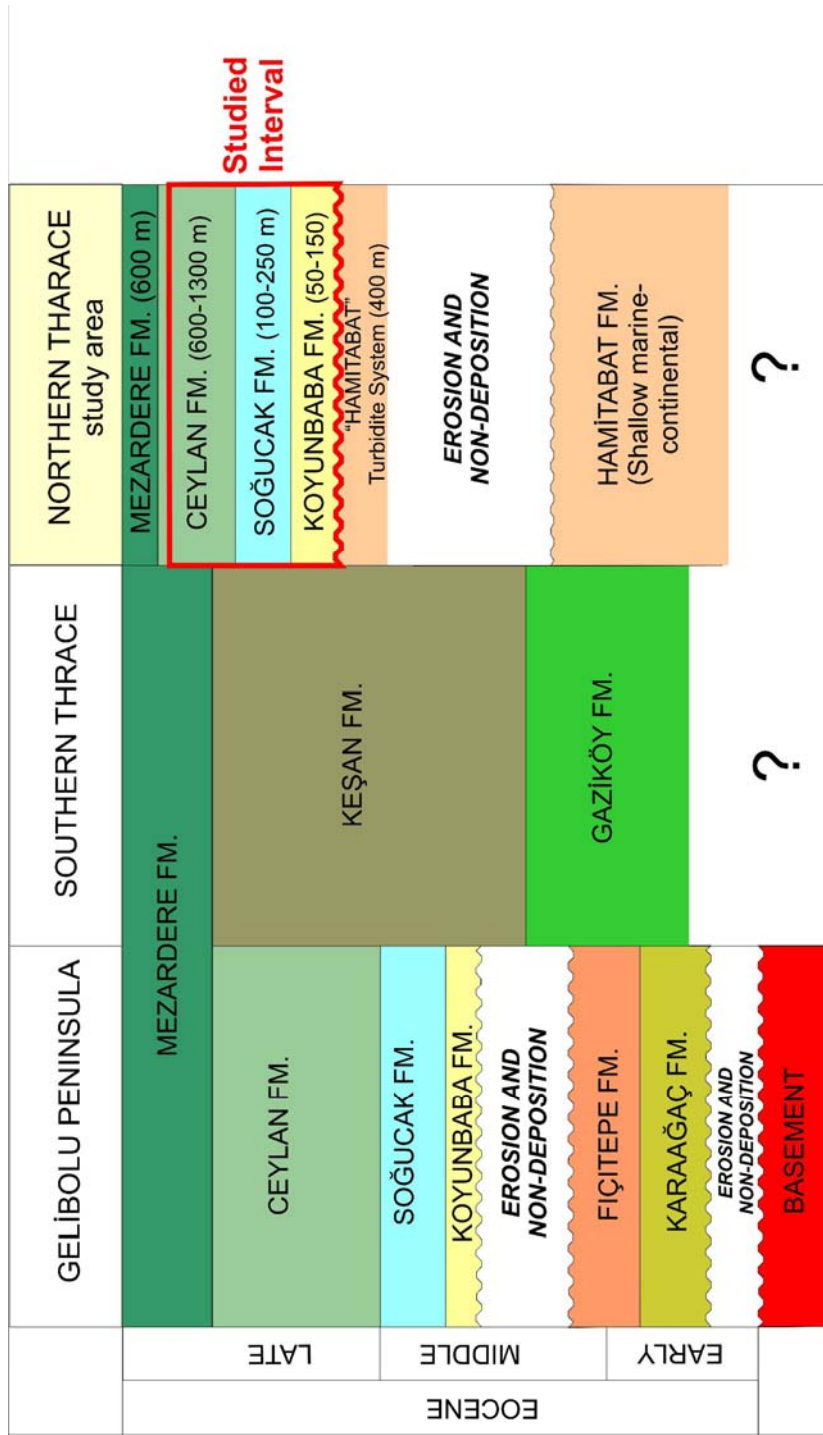 GELİBOLU PENINSULA
SOUTHERN THRACE
NORTHERN THARACE
study area
EOCENE
LATE
MIDDLE
EARLY
MEZARDERE FM.
CEYLAN FM.
SOĞUCAK FM.
KOYUNBABA FM.
EROSION AND
NON-DEPOSITION
FIÇITEPE FM.
KARAAĞAÇ FM.
EROSION AND
NON-DEPOSITION
BASEMENT
KEŞAN FM.
GAZİKÖY FM.
?
MEZARDERE FM. (600 m)
CEYLAN FM. (600-1300 m)
SOĞUCAK FM. (100-250 m)
KOYUNBABA FM. (50-150)
"HAMITABAT"
Turbidite System (400 m)
EROSION AND
NON-DEPOSITION
HAMİTABAT FM.
(Shallow marine-
continental)
?
Studied
Interval